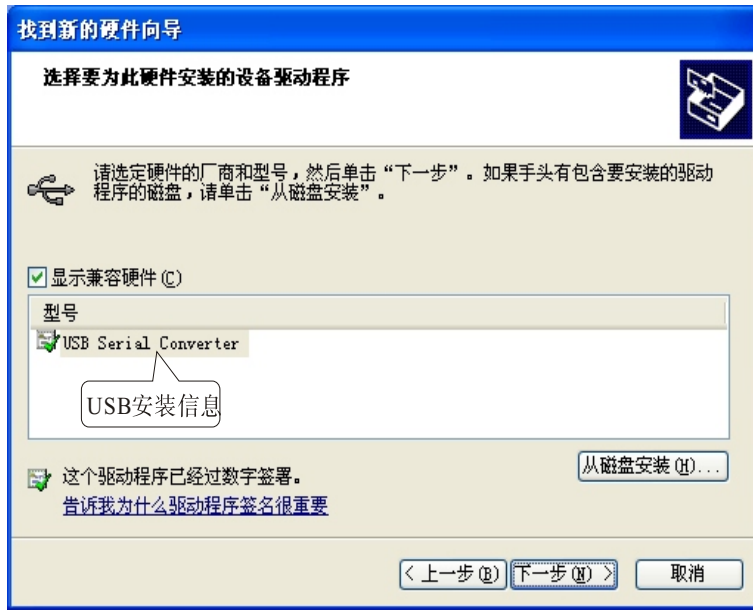 找到新的硬件向导
选择要为此硬件安装的设备驱动程序
请选定硬件的厂商和型号，然后单击“下一步”。如果手头有包含要安装的驱动
程序的磁盘，请单击“从磁盘安装”。
显示兼容硬件(C)
型号
USB Serial Converter
USB安装信息
这个驱动程序已经过数字签署。
告诉我为什么驱动程序签名很重要
从磁盘安装(H)...
< 上一步(B)
下一步(N) >
取消